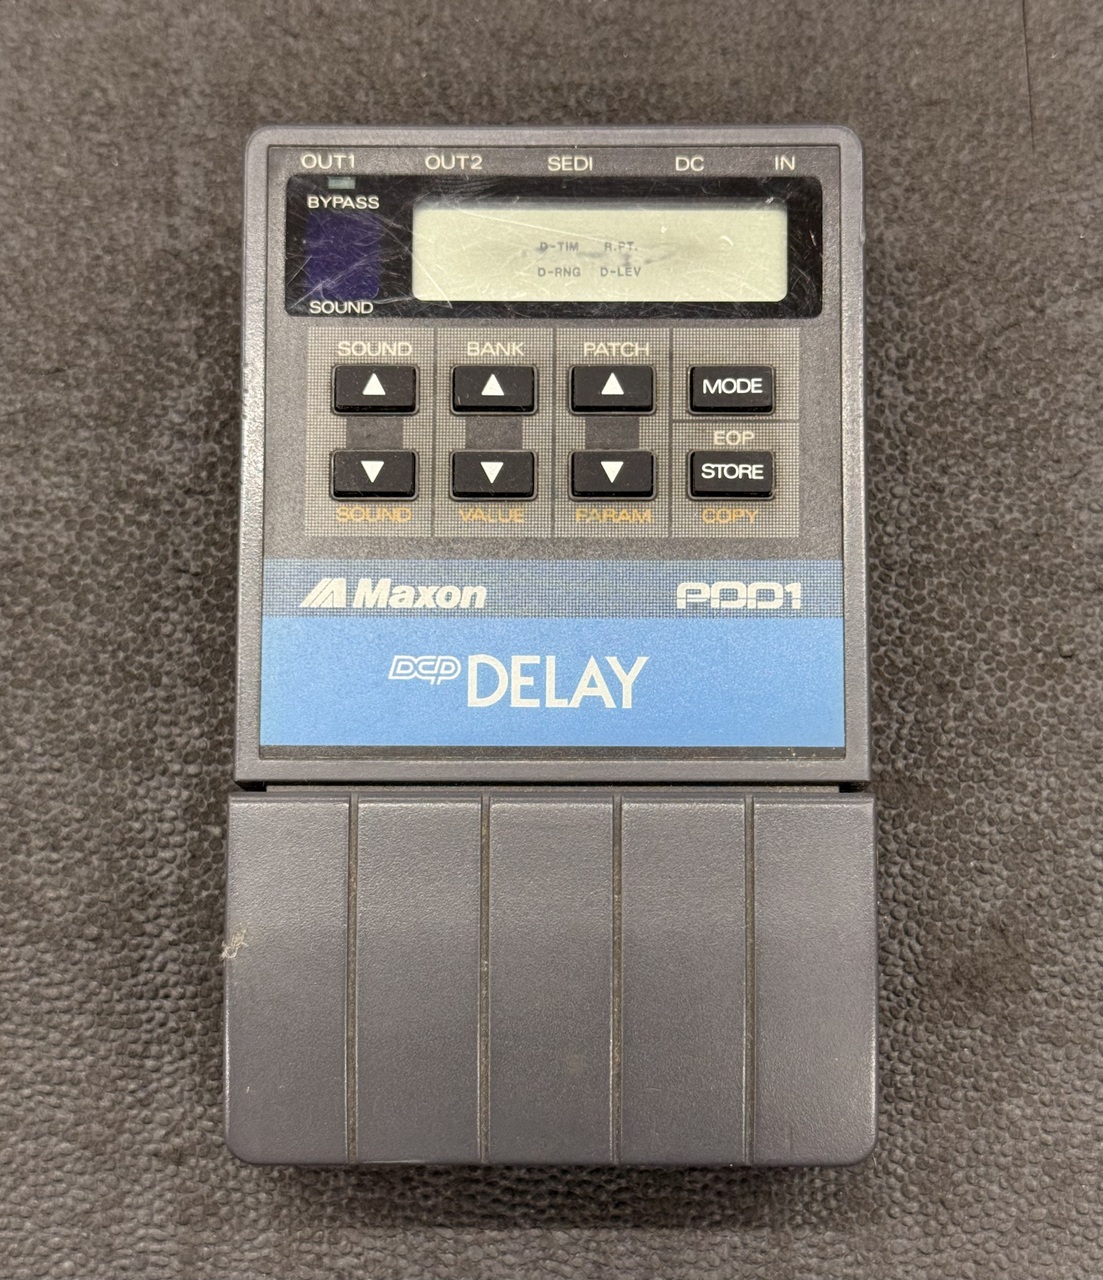 OUT1 OUT2 SEDI DC IN
BYPASS
D-TIM R.PT.
D-RNG D-LEV
SOUND
SOUND BANK PATCH
MODE
EOP
STORE
SOUND VALUE PARAM COPY
Maxon PDD1
DCP DELAY